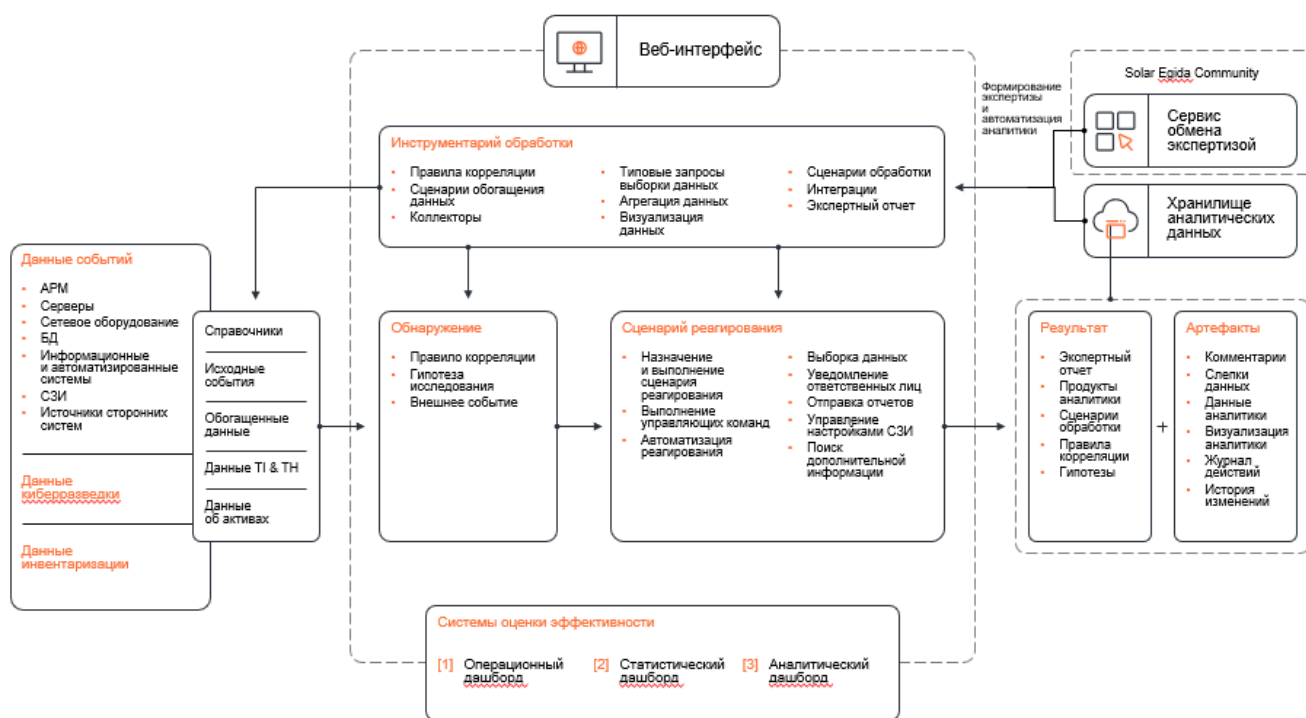 Веб-интерфейс
Solar Egida Community
Формирование
экспертизы
и
автоматизация
аналитики
Сервис
обмена
экспертизой
Хранилище
аналитических
данных
Инструментарий обработки
Правила корреляции
Сценарии обогащения
данных
Коллекторы
Типовые запросы
выборки данных
Агрегация данных
Визуализация
данных
Сценарии обработки
Интеграции
Экспертный отчет
Данные событий
АРМ
Серверы
Сетевое оборудование
БД
Информационные
и автоматизированные
системы
СЗИ
Источники сторонних
систем
Данные
киберразведки
Данные
инвентаризации
Справочники
Исходные
события
Обогащенные
данные
Данные TI & TH
Данные
об активах
Обнаружение
Правило корреляции
Гипотеза
исследования
Внешнее событие
Сценарий реагирования
Назначение
и выполнение
сценария
реагирования
Выполнение
управляющих команд
Автоматизация
реагирования
Выборка данных
Уведомление
ответственных лиц
Отправка отчетов
Управление
настройками СЗИ
Поиск
дополнительной
информации
Результат
Экспертный
отчет
Продукты
аналитики
Сценарии
обработки
Правила
корреляции
Гипотезы
+
Артефакты
Комментарии
Слепки
данных
Данные
аналитики
Визуализация
аналитики
Журнал
действий
История
изменений
Системы оценки эффективности
[1] Операционный
дашборд
[2] Статистический
дашборд
[3] Аналитический
дашборд